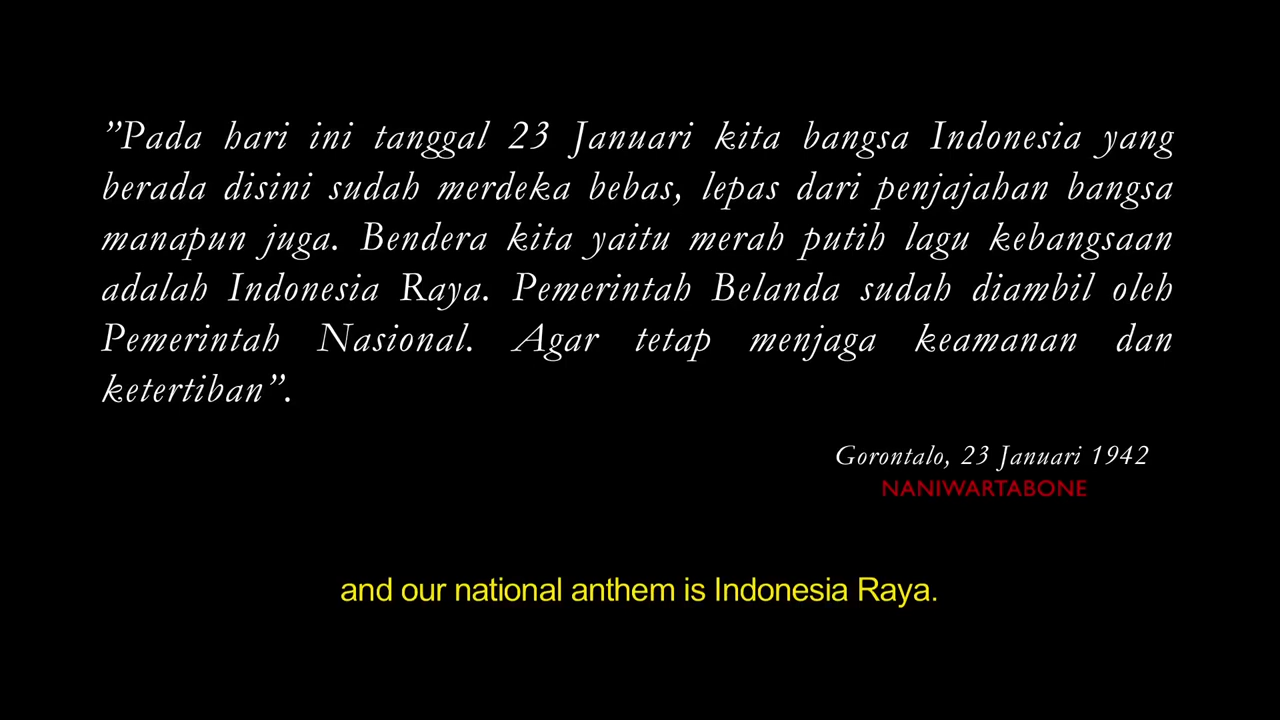 ”Pada hari ini tanggal 23 Januari kita bangsa Indonesia yang
berada disini sudah merdeka bebas, lepas dari penjajahan bangsa
manapun juga. Bendera kita yaitu merah putih lagu kebangsaan
adalah Indonesia Raya. Pemerintah Belanda sudah diambil oleh
Pemerintah Nasional. Agar tetap menjaga keamanan dan
ketertiban”.
Gorontalo, 23 Januari 1942
NANIWARTABONE
and our national anthem is Indonesia Raya.